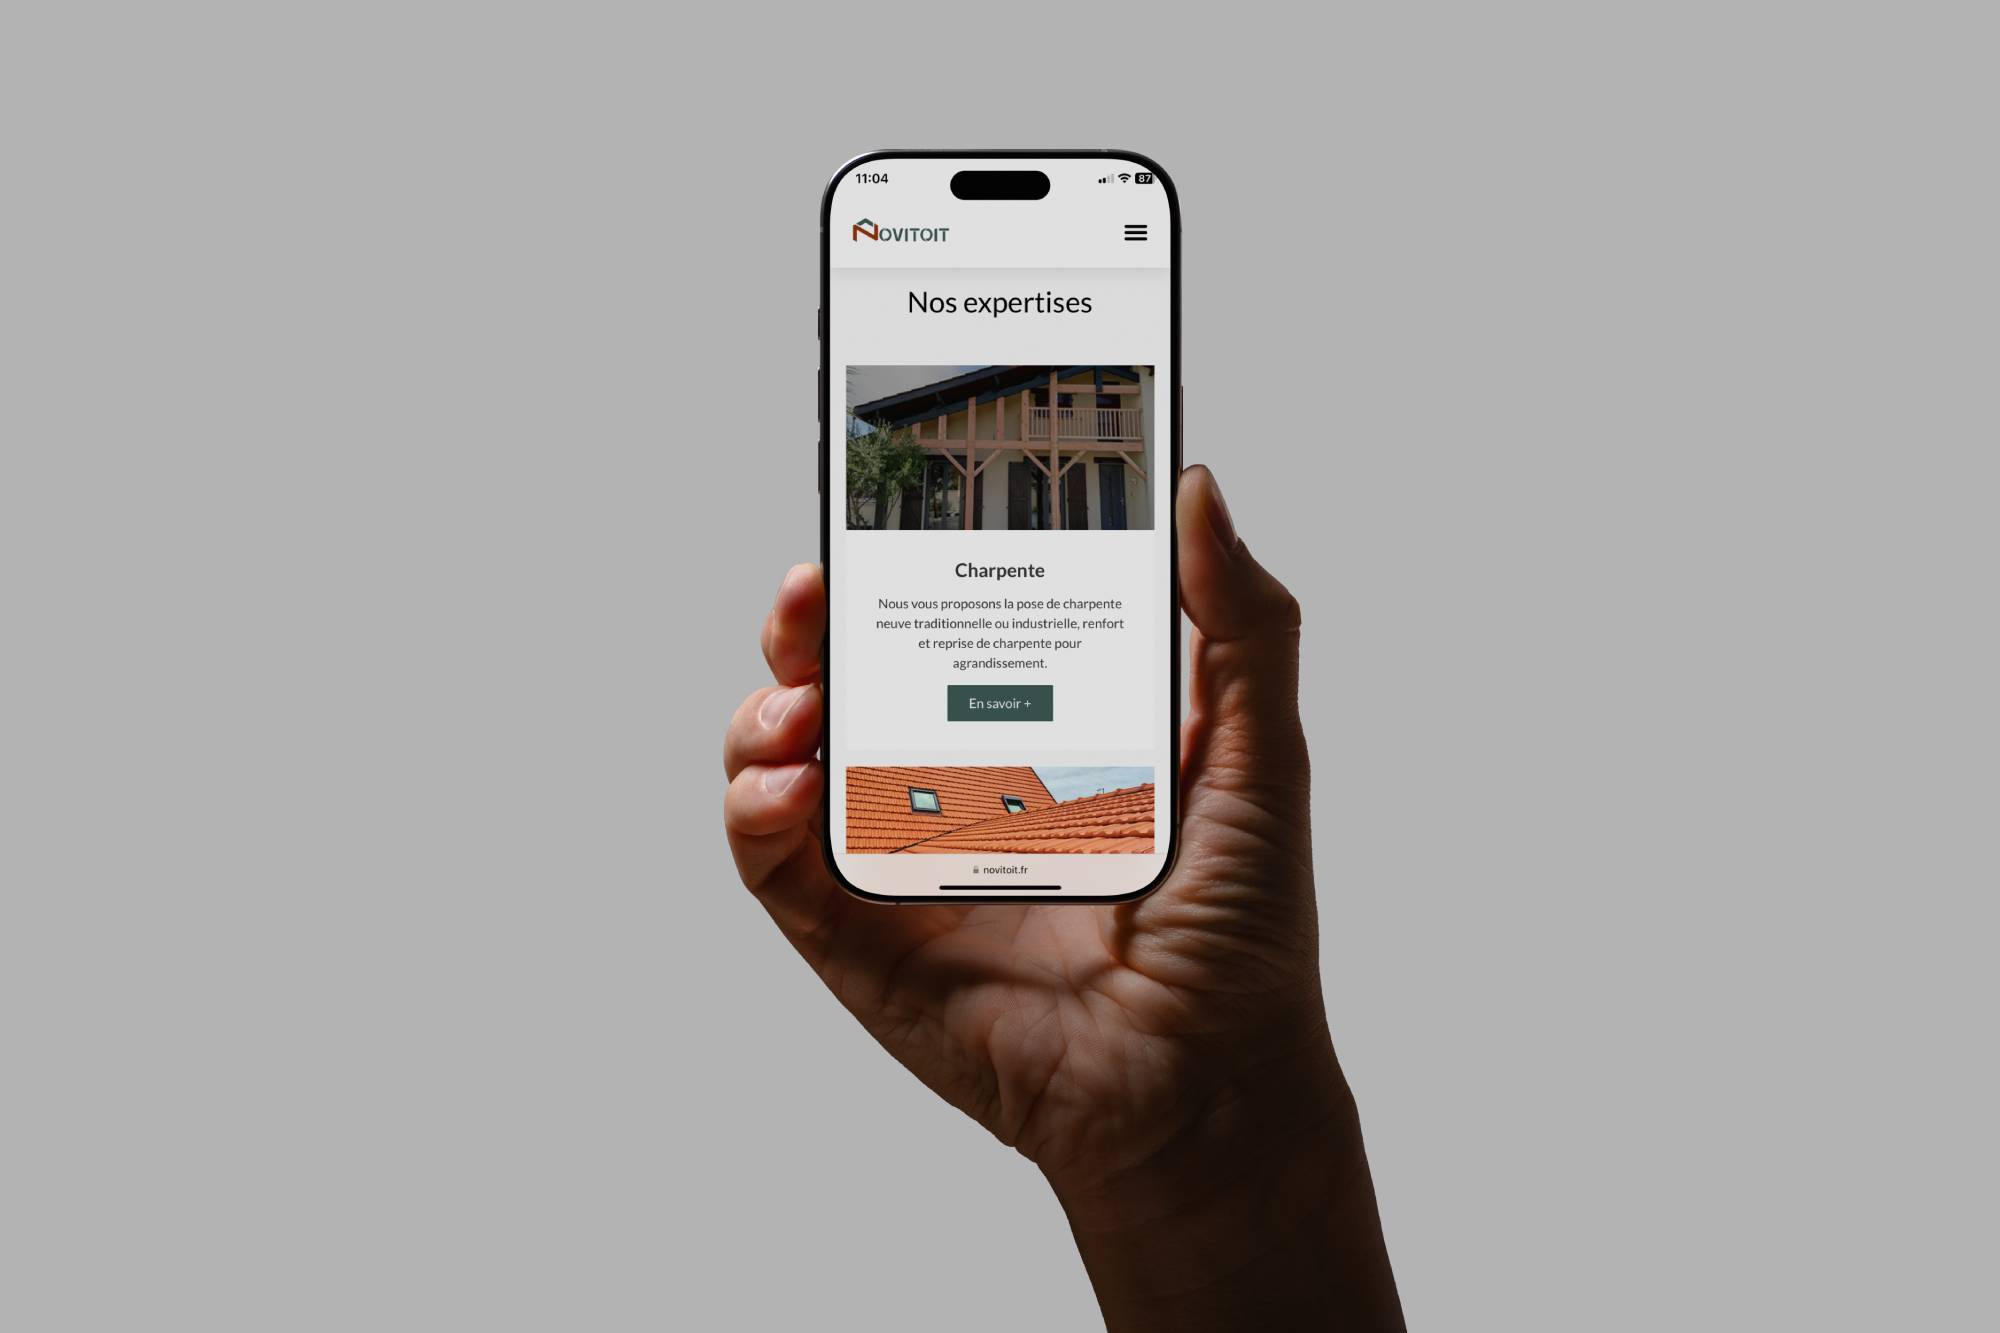 11:04
87
NOVITOIT
Nos expertises
Charpente
Nous vous proposons la pose de charpente
neuve traditionnelle ou industrielle, renfort
et reprise de charpente pour
agrandissement.
En savoir +
novitoit.fr